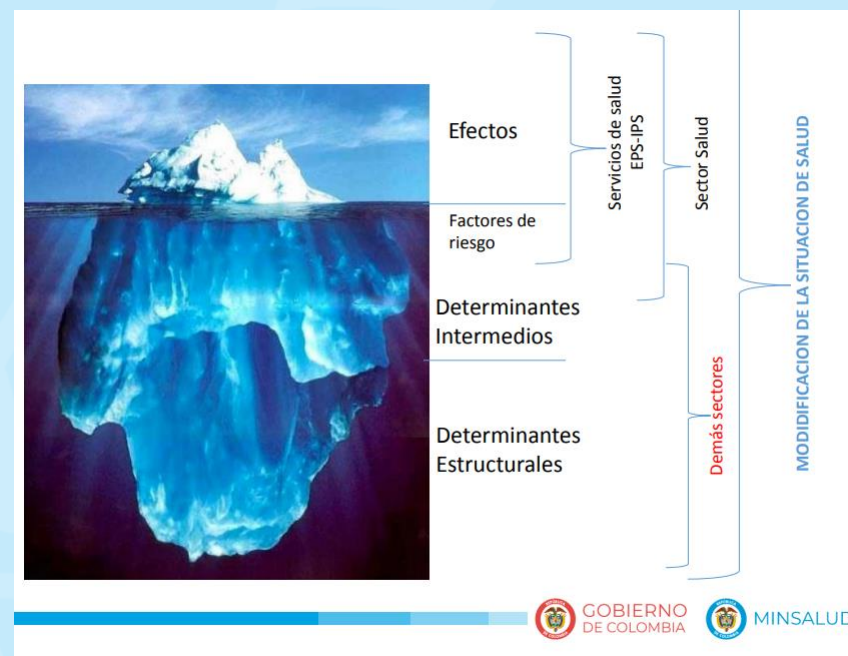 Efectos
Factores de
riesgo
Determinantes
Intermedios
Determinantes
Estructurales
Servicios de salud
EPS-IPS
Sector Salud
Demás sectores
MODIDIFICACION DE LA SITUACION DE SALUD
GOBIERNO
DE COLOMBIA
MINSALUD